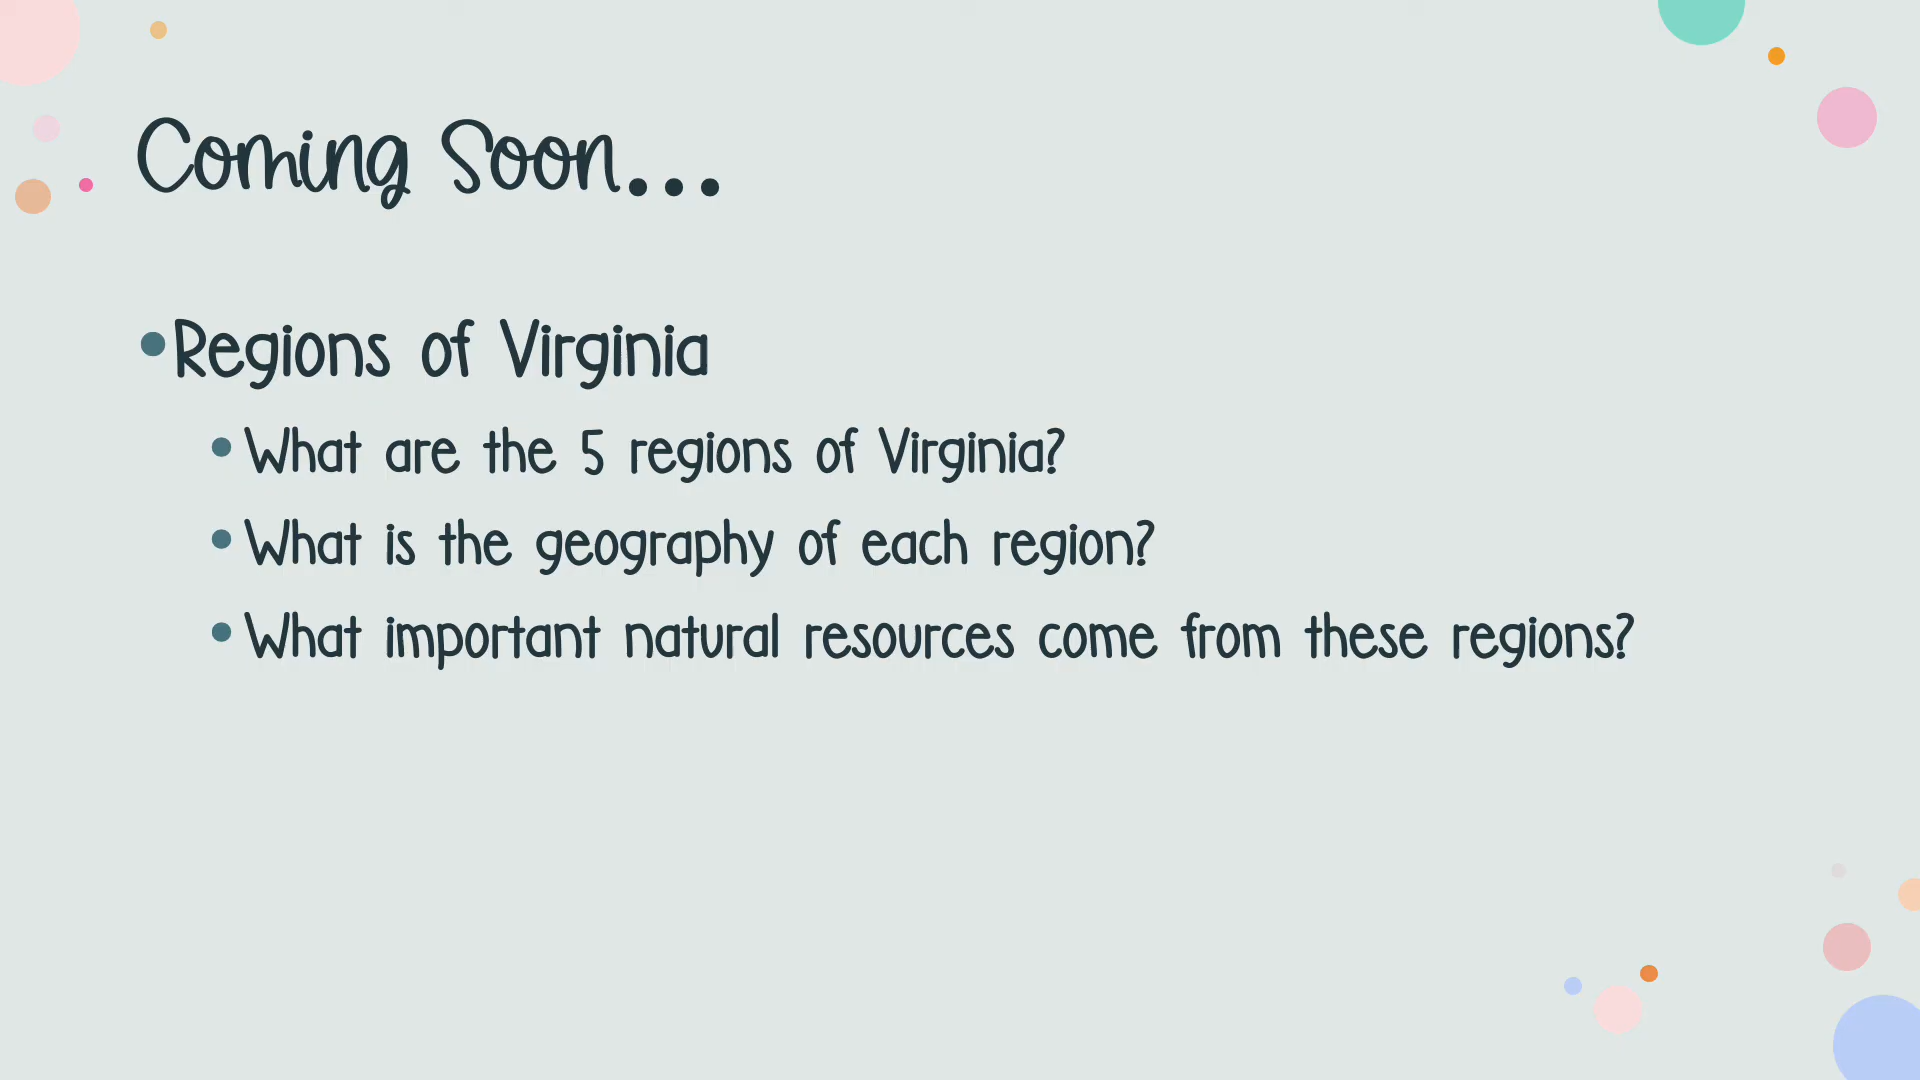 Coming Soon...
• Regions of Virginia
• What are the 5 regions of Virginia?
• What is the geography of each region?
• What important natural resources come from these regions?